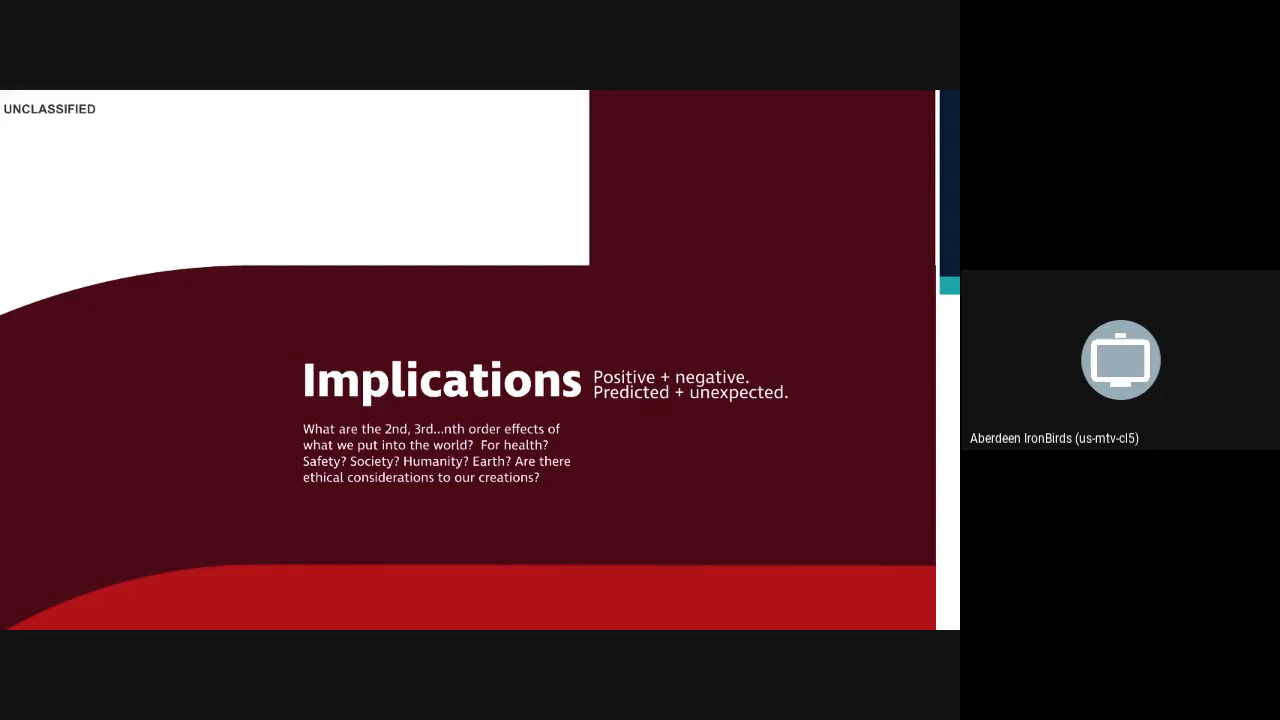 UNCLASSIFIED
Implications
Positive + negative.
Predicted + unexpected.
What are the 2nd, 3rd...nth order effects of
what we put into the world?  For health?
Safety? Society? Humanity? Earth? Are there
ethical considerations to our creations?
Aberdeen IronBirds (us-mtv-cl5)